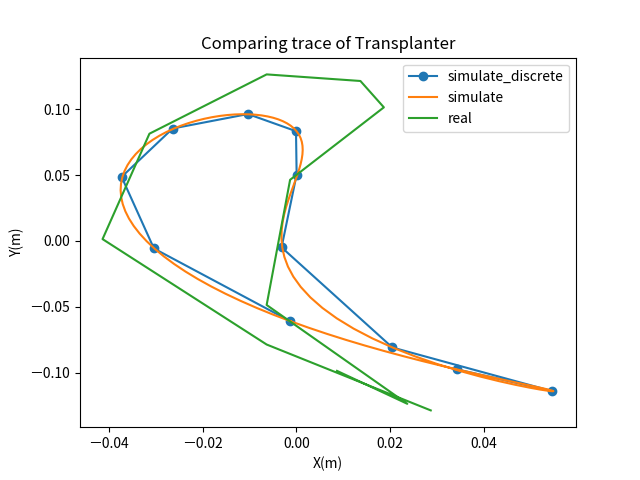 Comparing trace of Transplanter
simulate_discrete
simulate
real
0.10
0.05
0.00
−0.05
−0.10
Y(m)
−0.04
−0.02
0.00
0.02
0.04
X(m)